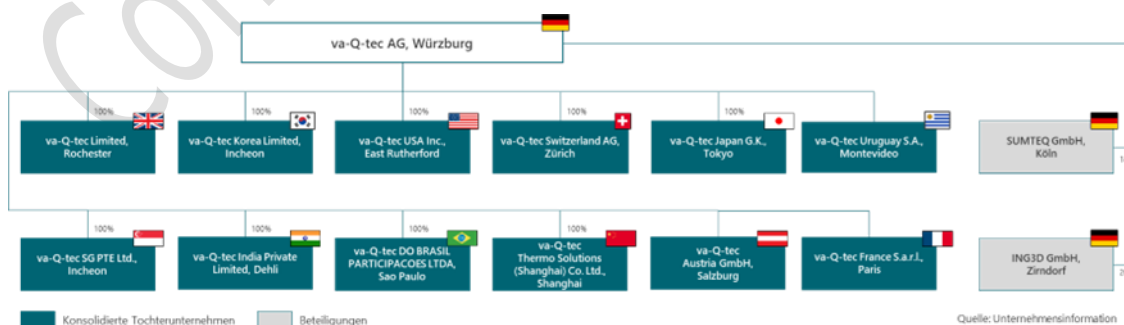 va-Q-tec AG, Würzburg
100%
100%
100%
100%
100%
va-Q-tec Limited,
Rochester
va-Q-tec Korea Limited,
Incheon
va-Q-tec USA Inc.,
East Rutherford
va-Q-tec Switzerland AG,
Zürich
va-Q-tec Japan G.K.,
Tokyo
va-Q-tec Uruguay S.A.,
Montevideo
SUMTEQ GmbH,
Köln
100%
100%
100%
100%
va-Q-tec SG PTE Ltd.,
Incheon
va-Q-tec India Private
Limited, Dehli
va-Q-tec DO BRASIL
PARTICIPACOES LTDA,
Sao Paulo
va-Q-tec
Thermo Solutions
(Shanghai) Co. Ltd.,
Shanghai
va-Q-tec
Austria GmbH,
Salzburg
va-Q-tec France S.a.r.l.,
Paris
ING3D GmbH,
Zirndorf
Konsolidierte Tochterunternehmen
Beteiligungen
Quelle: Unternehmensinformation